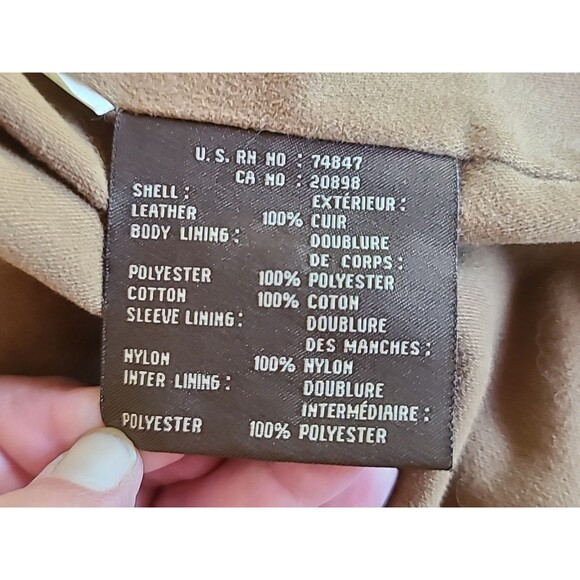 U.S. RN NO : 74847
CA NO : 20898
SHELL: EXTÉRIEUR:
LEATHER 100% CUIR
BODY LINING: DOUBLURE
DE CORPS:
POLYESTER 100% POLYESTER
COTTON 100% COTON
SLEEVE LINING: DOUBLURE
DES MANCHES:
NYLON 100% NYLON
INTER LINING: DOUBLURE
INTERMÉDIAIRE:
POLYESTER 100% POLYESTER